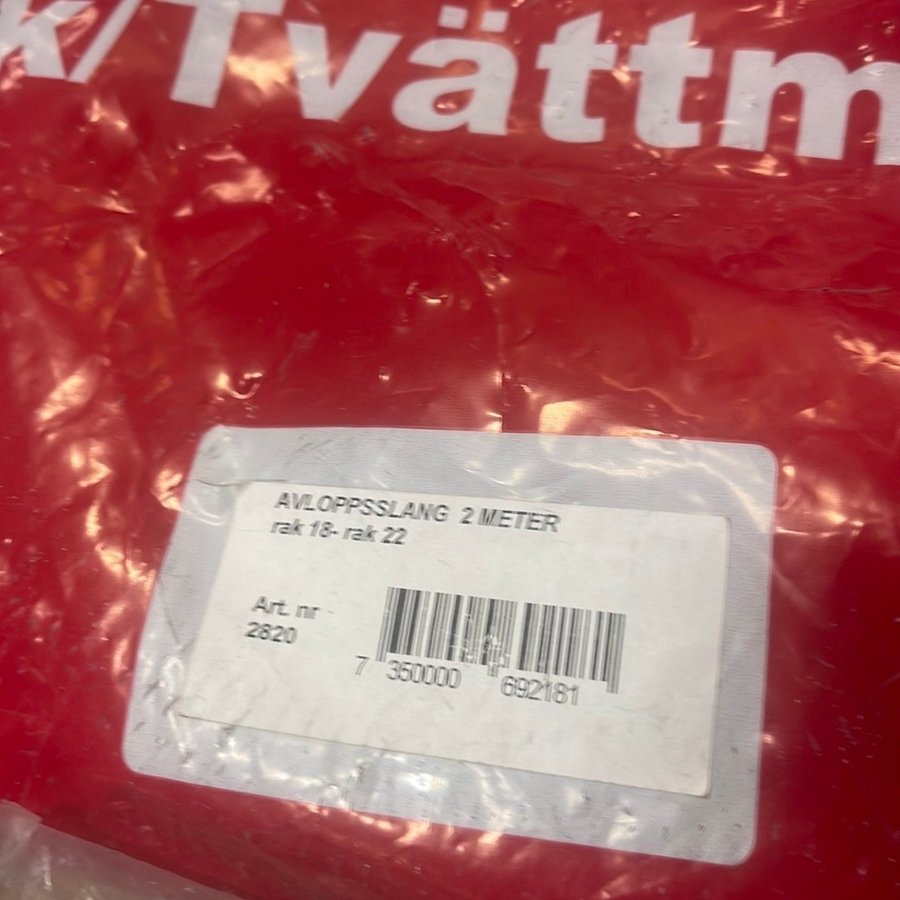 k/Tvättm
AVLOPPSSLANG 2 METER
rak 18- rak 22
Art. nr
2820
7 350000 692181